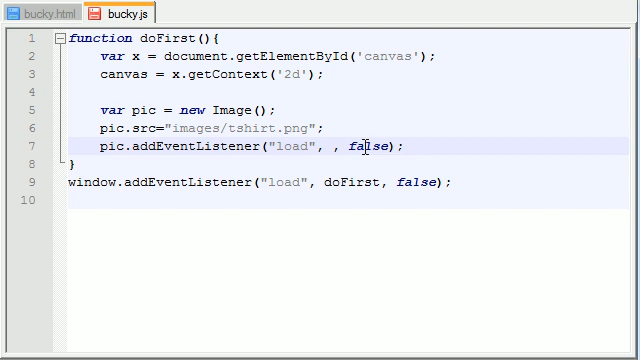 bucky.html bucky.js
1 function doFirst(){
2 var x = document.getElementById('canvas');
3 canvas = x.getContext('2d');
4
5 var pic = new Image();
6 pic.src="images/tshirt.png";
7 pic.addEventListener("load", , false);
8 }
9 window.addEventListener("load", doFirst, false);
10